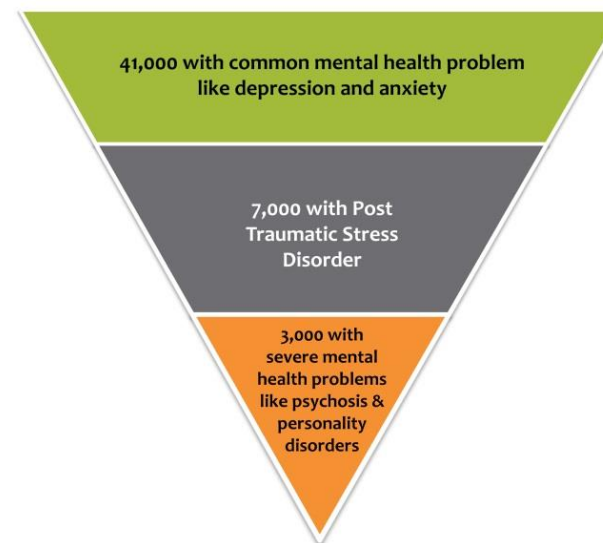 41,000 with common mental health problem
like depression and anxiety
7,000 with Post
Traumatic Stress
Disorder
3,000 with
severe mental
health problems
like psychosis &
personality
disorders